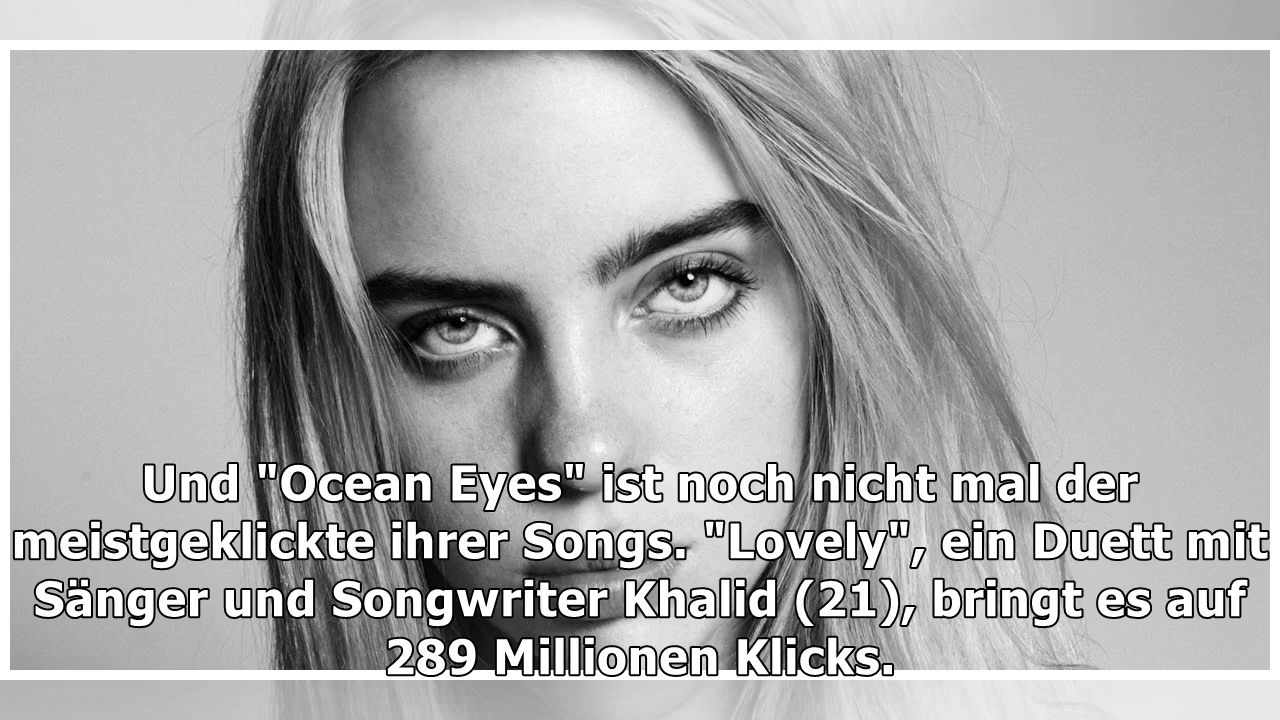 Und "Ocean Eyes" ist noch nicht mal der
meistgeklickte ihrer Songs. "Lovely", ein Duett mit
Sänger und Songwriter Khalid (21), bringt es auf
289 Millionen Klicks.